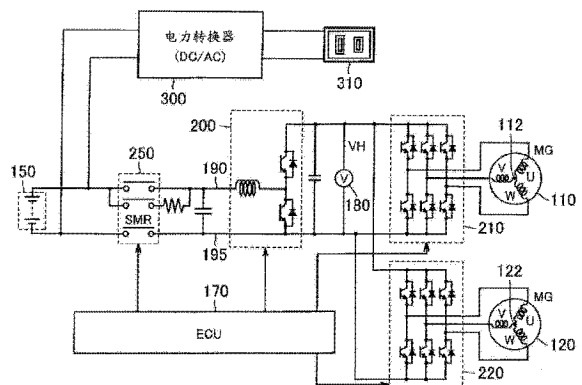 电力转换器
(DC/AC)
300
310
200
250
190
VH
112
MG
150
V
U
W
V
180
110
SMR
210
195
170
122
MG
ECU
V
U
W
120
220